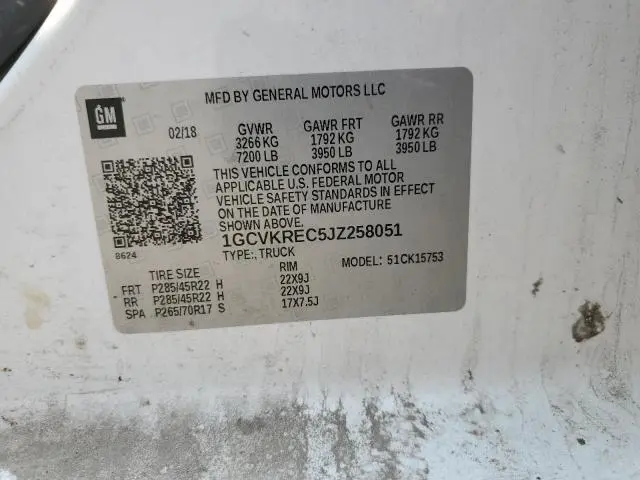 MFD BY GENERAL MOTORS LLC
GM
02/18 GVWR GAWR FRT GAWR RR
3266 KG 1792 KG 1792 KG
7200 LB 3950 LB 3950 LB
THIS VEHICLE CONFORMS TO ALL
APPLICABLE U.S. FEDERAL MOTOR
VEHICLE SAFETY STANDARDS IN EFFECT
ON THE DATE OF MANUFACTURE
SHOWN ABOVE.
1GCVKREC5JZ258051
8624
TYPE:, TRUCK MODEL: 51CK15753
TIRE SIZE RIM
FRT P285/45R22 H 22X9J
RR P285/45R22 H 22X9J
SPA P265/70R17 S 17X7.5J